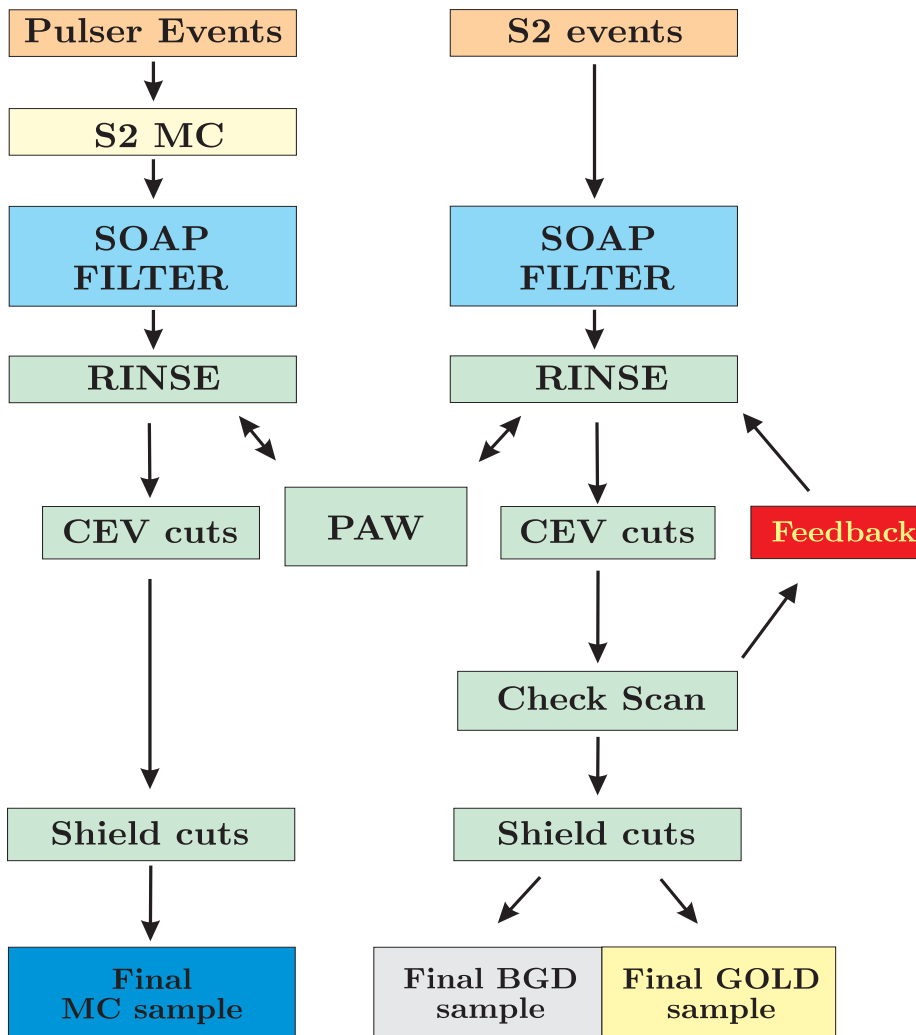 Pulser Events
S2 events
S2 MC
SOAP
FILTER
SOAP
FILTER
RINSE
RINSE
CEV cuts
PAW
CEV cuts
Feedback
Check Scan
Shield cuts
Shield cuts
Final
MC sample
Final BGD
sample
Final GOLD
sample